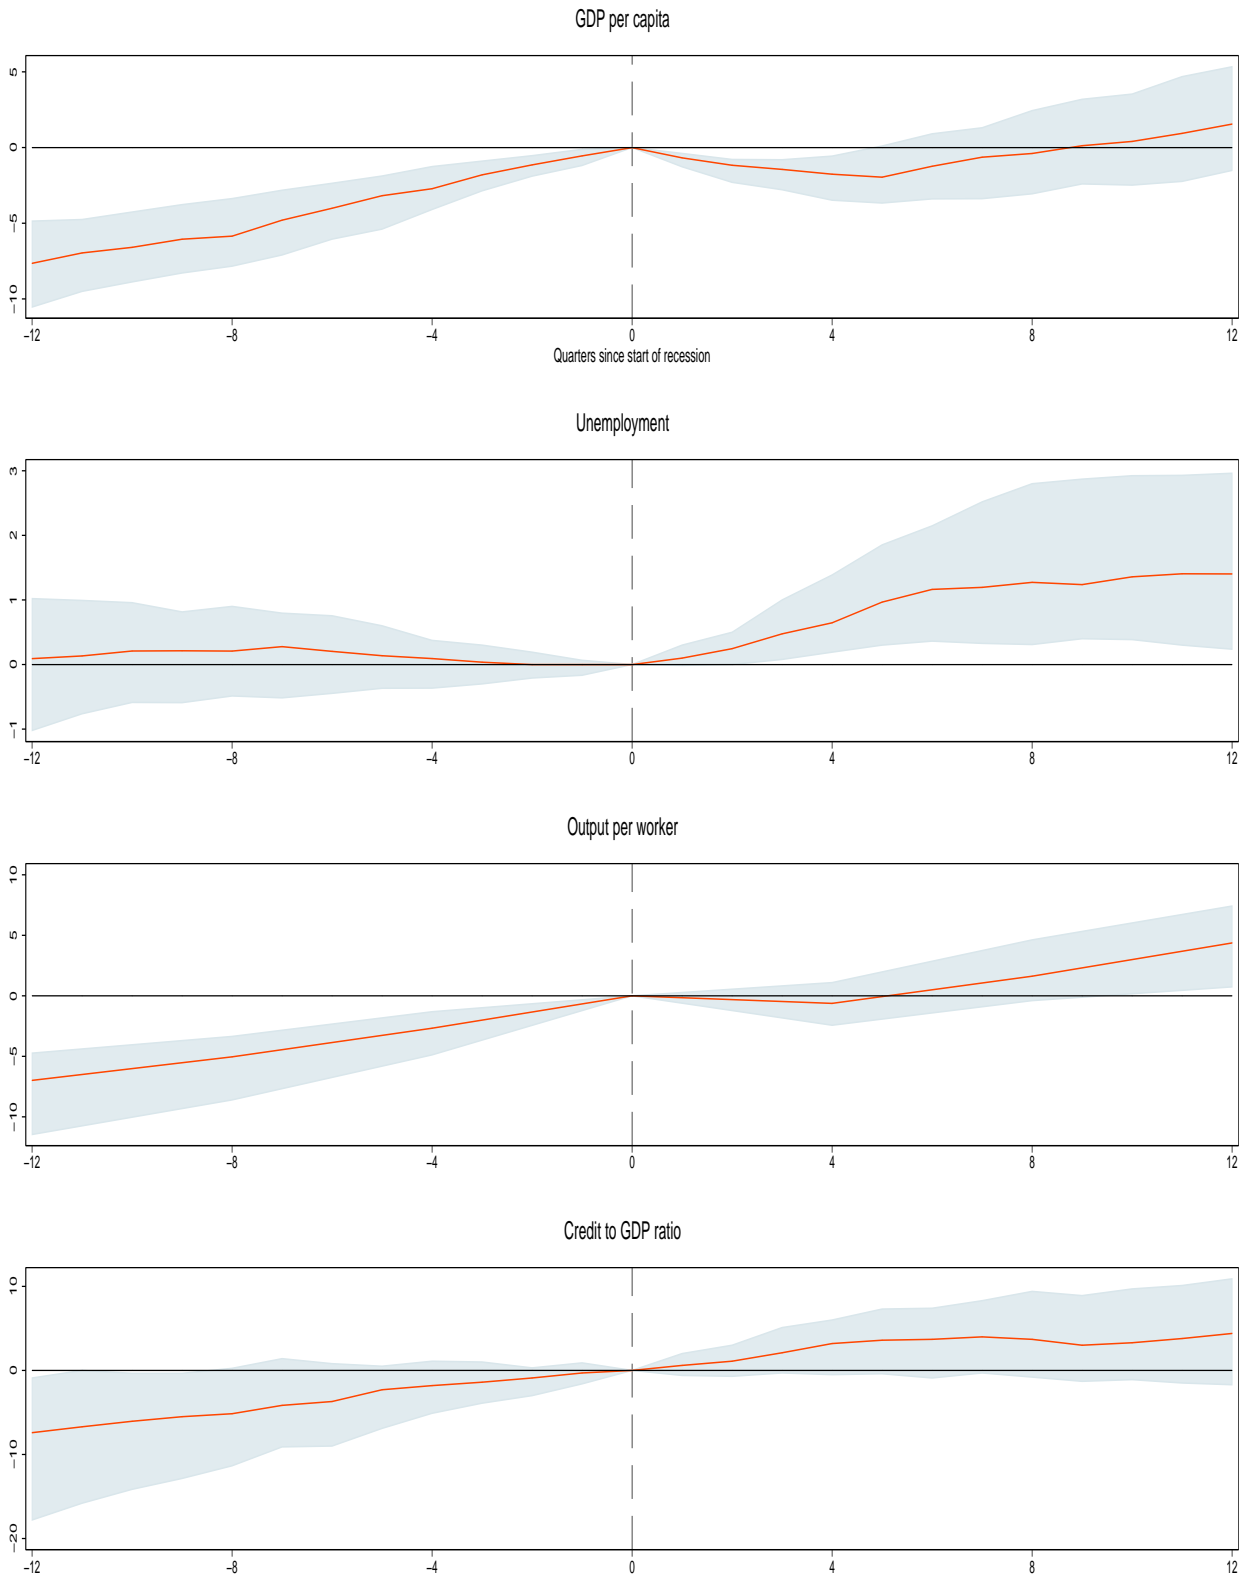 GDP per capita
5
0
−5
−10
−12 −8 −4 0 4 8 12
Quarters since start of recession
Unemployment
3
2
1
0
−1
−12 −8 −4 0 4 8 12
Output per worker
10
5
0
−5
−10
−12 −8 −4 0 4 8 12
Credit to GDP ratio
10
0
−10
−20
−12 −8 −4 0 4 8 12